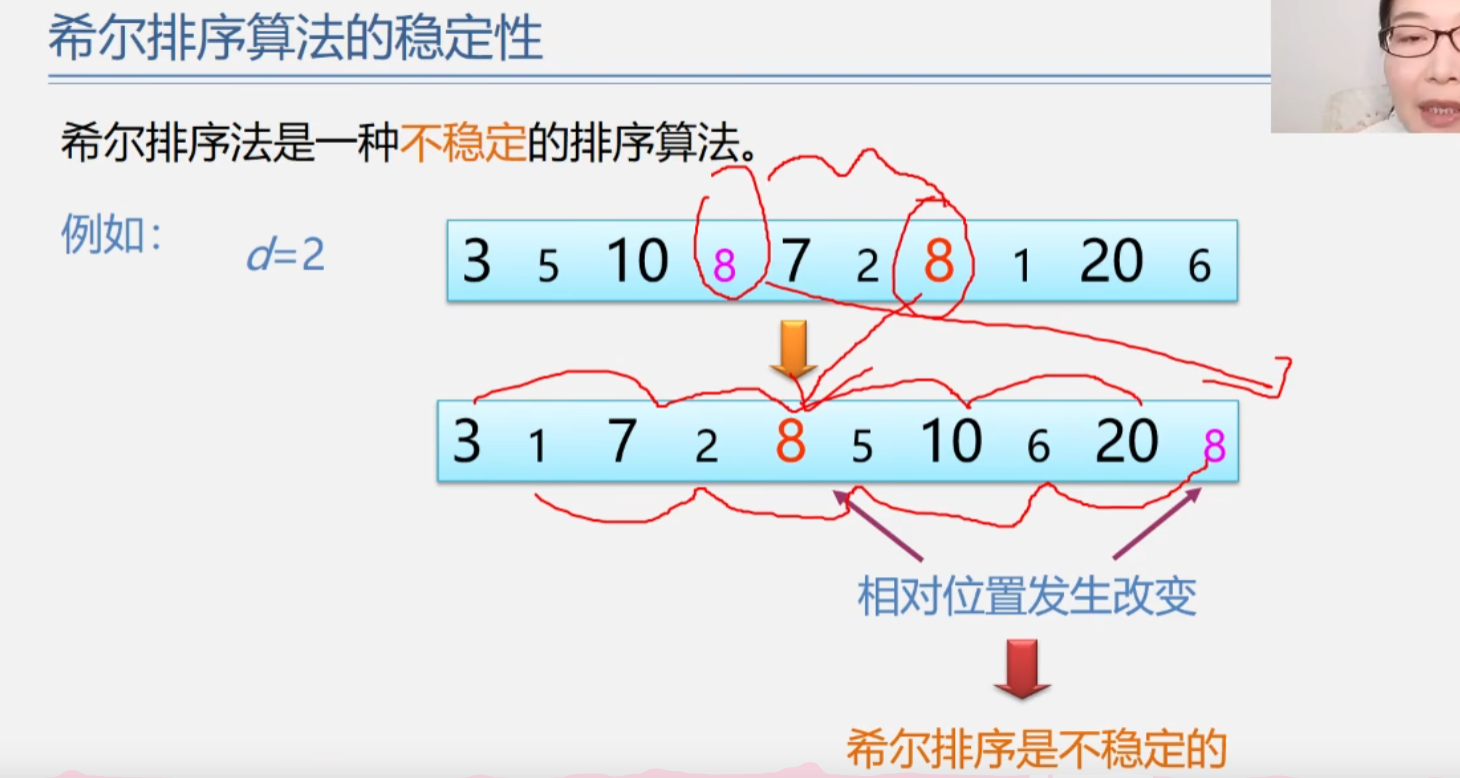 希尔排序算法的稳定性
希尔排序法是一种不稳定的排序算法。
例如：
d=2
3 5 10 8 7 2 8 1 20 6
3 1 7 2 8 5 10 6 20 8
相对位置发生改变
希尔排序是不稳定的